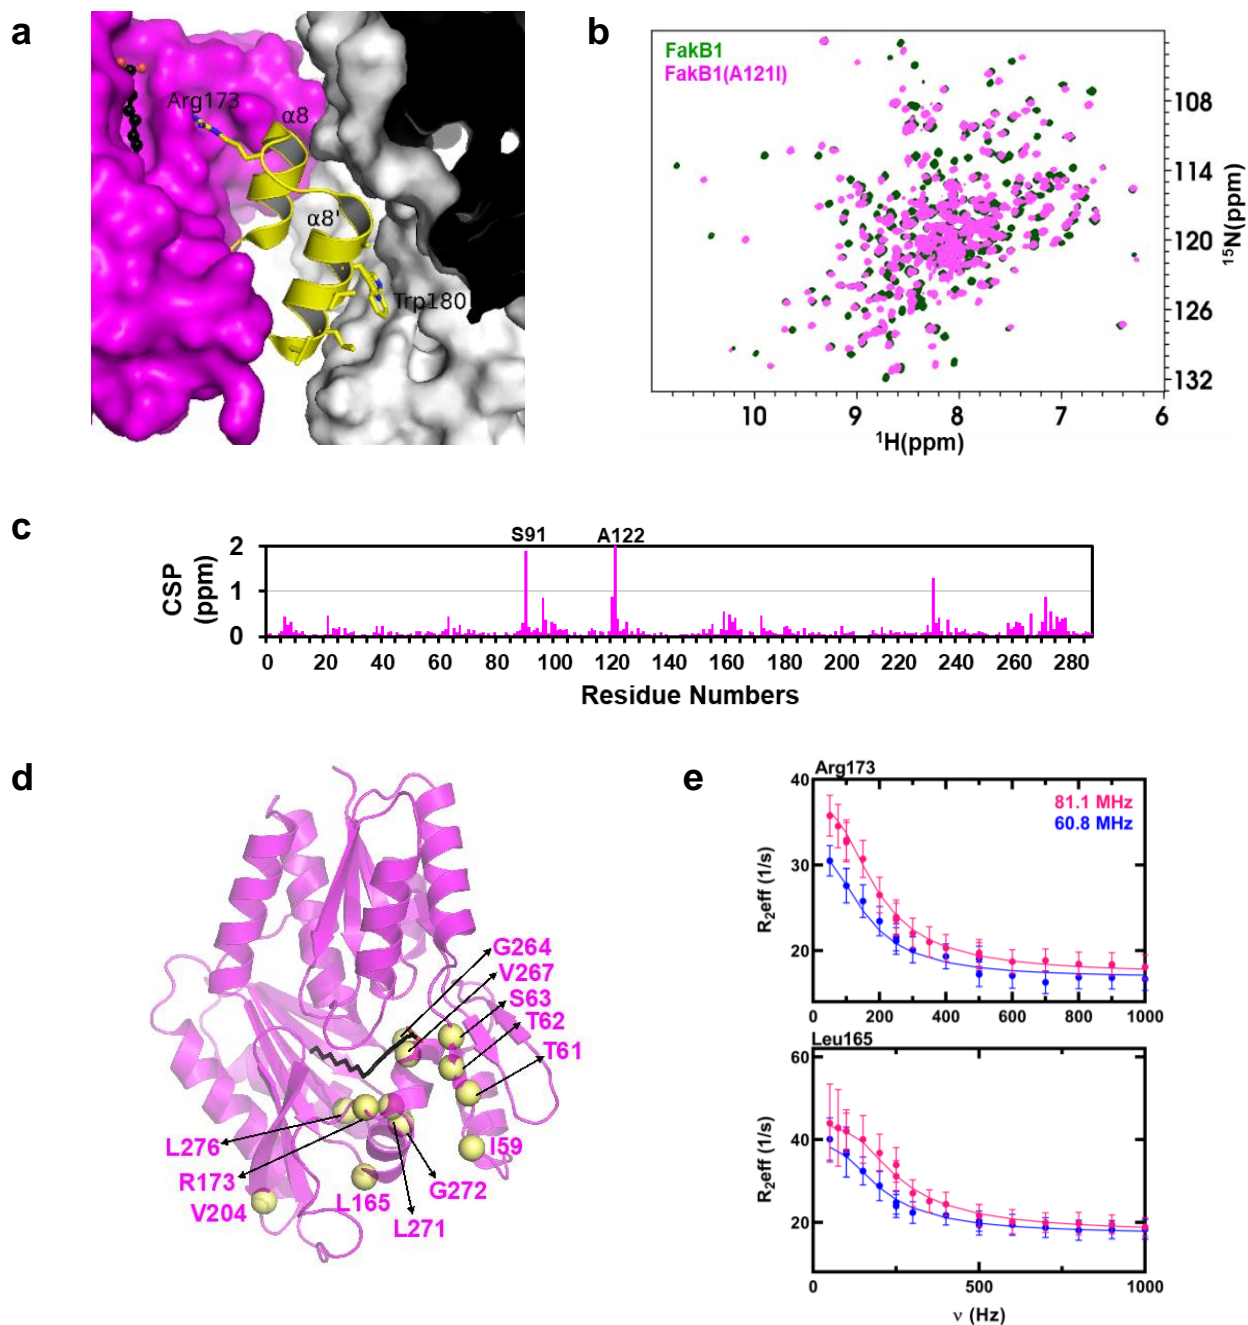 a
Arg173
α8
α8'
Trp180
b
FakB1
FakB1(A121I)
108
114
120
126
132
15N(ppm)
10 9 8 7 6
1H(ppm)
c
S91 A122
2
1
0
CSP
(ppm)
0 20 40 60 80 100 120 140 160 180 200 220 240 260 280
Residue Numbers
d
G264
V267
S63
T62
T61
I59
L276
R173
V204
L165
G272
L271
e
Arg173
81.1 MHz
60.8 MHz
40
30
20
R2eff (1/s)
0 200 400 600 800 1000
Leu165
60
40
20
R2eff (1/s)
0 500 1000
ν (Hz)